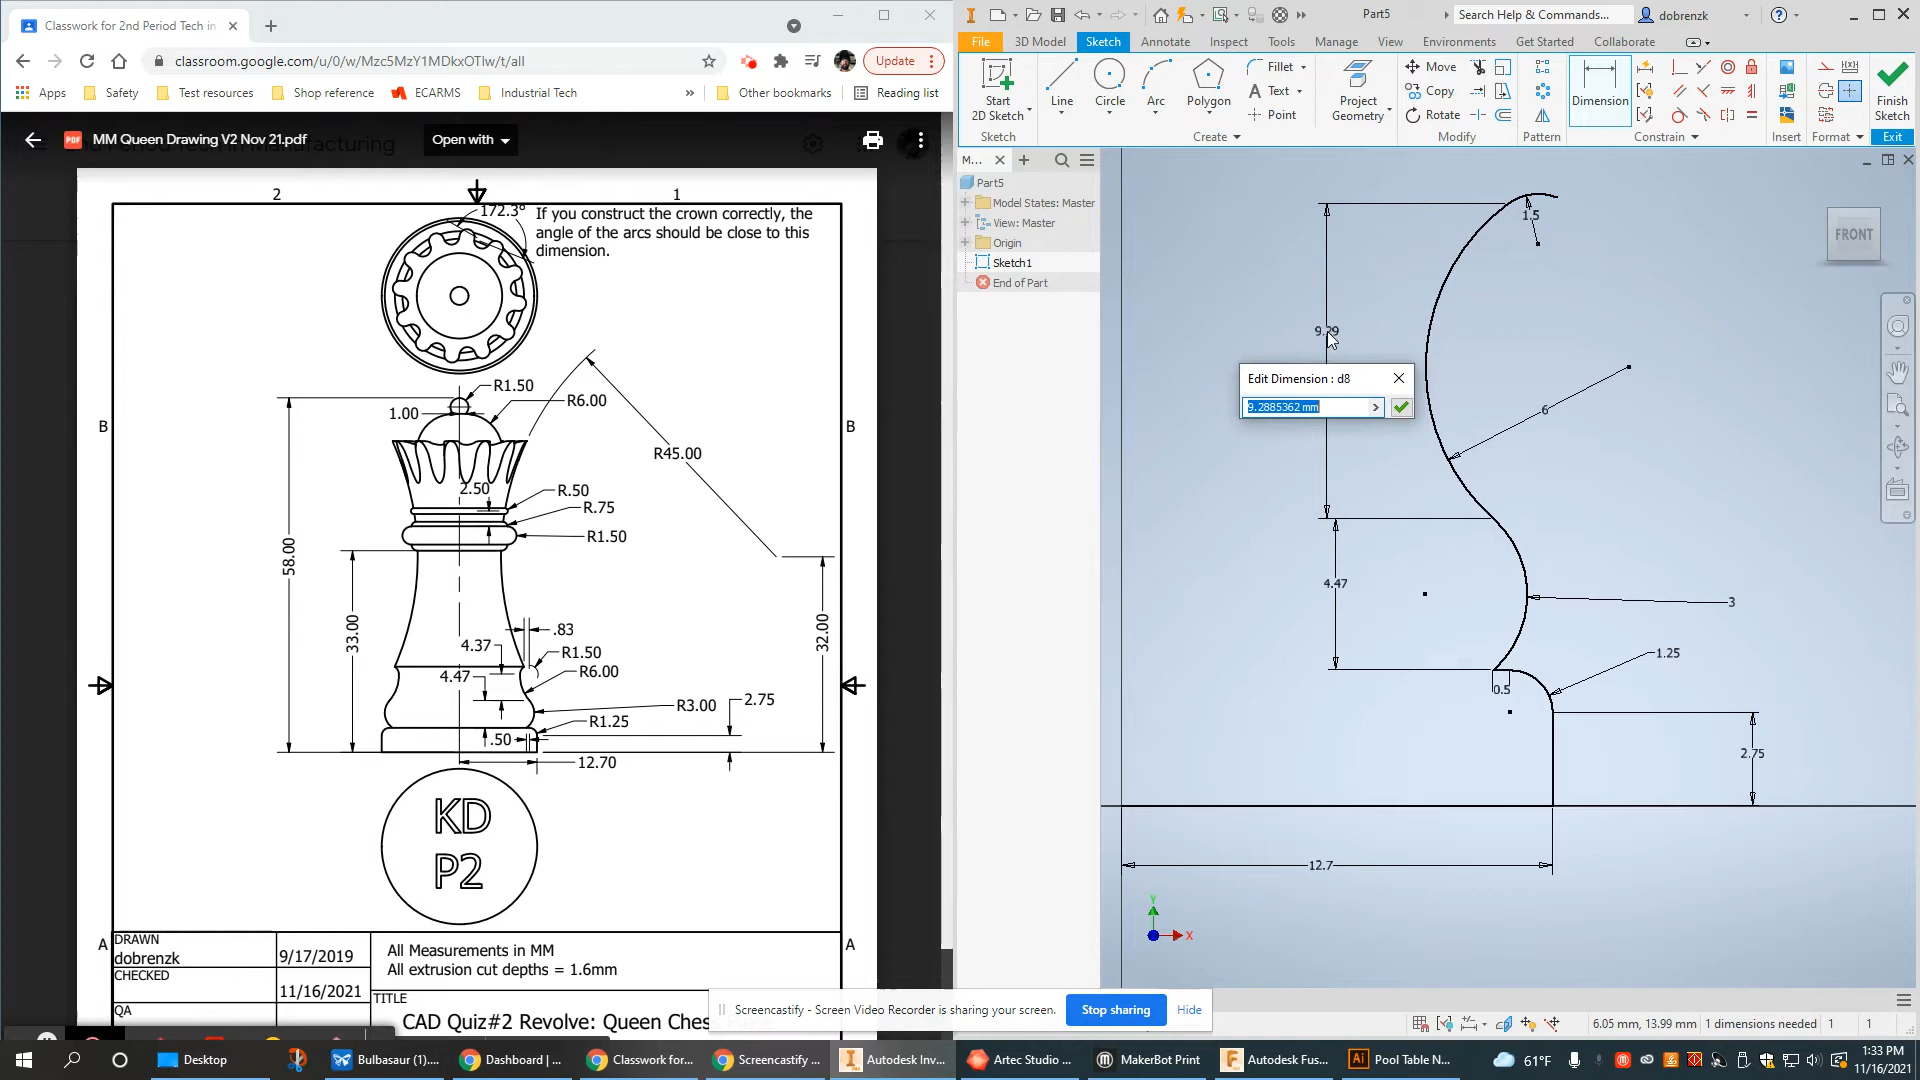 Classwork for 2nd Period Tech in
classroom.google.com/u/0/w/Mzc5MzY1MDkxOTIw/t/all
Update
Apps
Safety
Test resources
Shop reference
ECARMS
Industrial Tech
»
Other bookmarks
Reading list
MM Queen Drawing V2 Nov 21.pdf
Open with
2
1
172.3°
If you construct the crown correctly, the
angle of the arcs should be close to this
dimension.
R1.50
1.00
R6.00
B
B
R45.00
2.50
R.50
R.75
R1.50
58.00
33.00
32.00
.83
4.37
R1.50
4.47
R6.00
2.75
R3.00
R1.25
.50
12.70
KD
P2
A
A
DRAWN
dobrenzk
9/17/2019
CHECKED
11/16/2021
QA
All Measurements in MM
All extrusion cut depths = 1.6mm
TITLE
CAD Quiz#2 Revolve: Queen Chess
Screencastify - Screen Video Recorder is sharing your screen.
Stop sharing
Hide
Part5
Search Help & Commands...
dobrenzk
File
3D Model
Sketch
Annotate
Inspect
Tools
Manage
View
Environments
Get Started
Collaborate
Start
2D Sketch
Line
Circle
Arc
Polygon
Fillet
Text
Point
Project
Geometry
Move
Copy
Rotate
Dimension
Finish
Sketch
Sketch
Create
Modify
Pattern
Constrain
Insert
Format
Exit
M...
Part5
Model States: Master
View: Master
Origin
Sketch1
End of Part
FRONT
1.5
9.29
Edit Dimension : d8
9.2885362 mm
6
4.47
3
1.25
0.5
2.75
12.7
Y
X
6.05 mm, 13.99 mm
1 dimensions needed
1
1
Desktop
Bulbasaur (1)....
Dashboard | ...
Classwork for...
Screencastify ...
Autodesk Inv...
Artec Studio ...
MakerBot Print
Autodesk Fus...
Pool Table N...
61°F
1:33 PM
11/16/2021